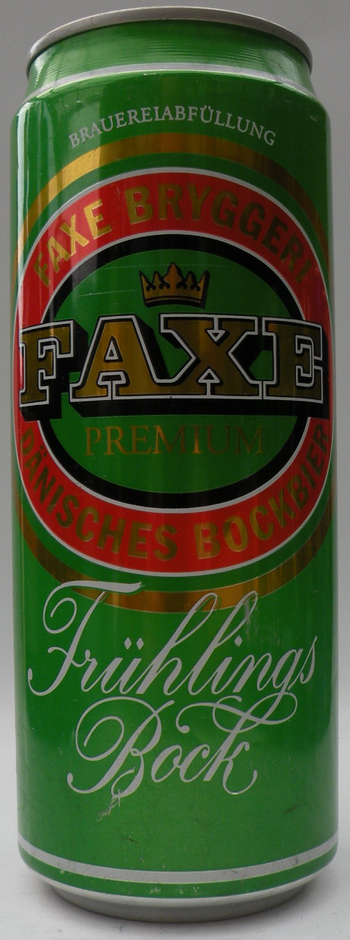 BRAUEREIABFÜLLUNG
FAXE BRYGGERI
FAXE
PREMIUM
DÄNISCHES BOCKBIER
Frühlings
Bock